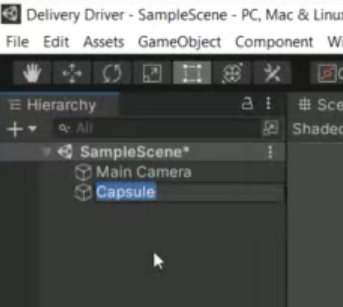 Delivery Driver - SampleScene - PC, Mac & Linux
File Edit Assets GameObject Component Wi
Hierarchy # Sce
All Shaded
SampleScene*
Main Camera
Capsule